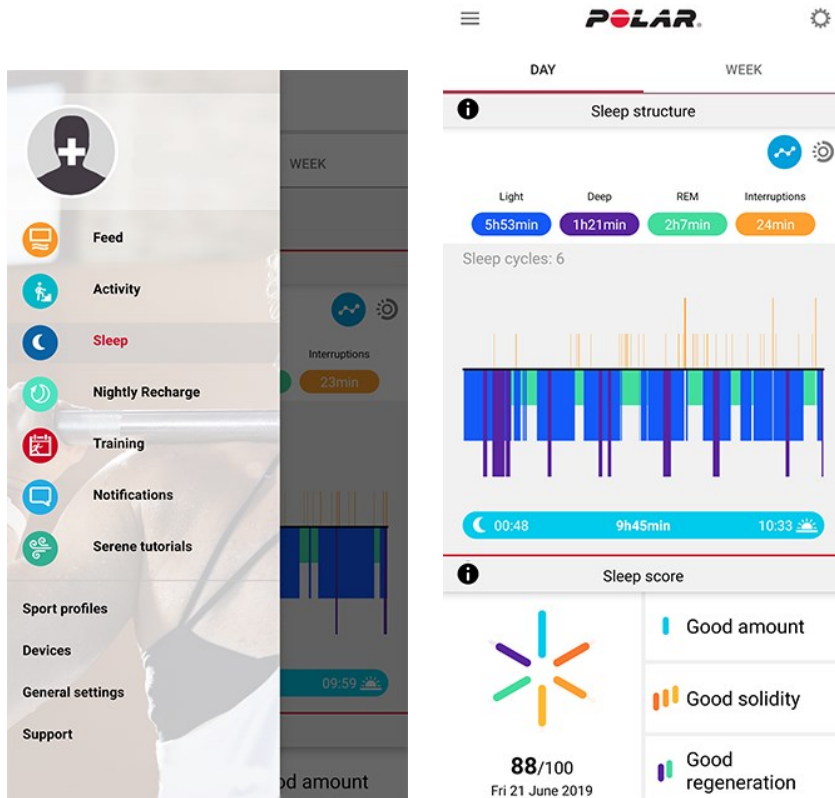 WEEK
Feed
Activity
Sleep
Interruptions
23min
Nightly Recharge
Training
Notifications
Serene tutorials
Sport profiles
Devices
09:59
General settings
Support
od amount
POLAR.
DAY WEEK
Sleep structure
Light Deep REM Interruptions
5h53min 1h21min 2h7min 24min
Sleep cycles: 6
00:48 9h45min 10:33
Sleep score
Good amount
Good solidity
Good
regeneration
88/100
Fri 21 June 2019